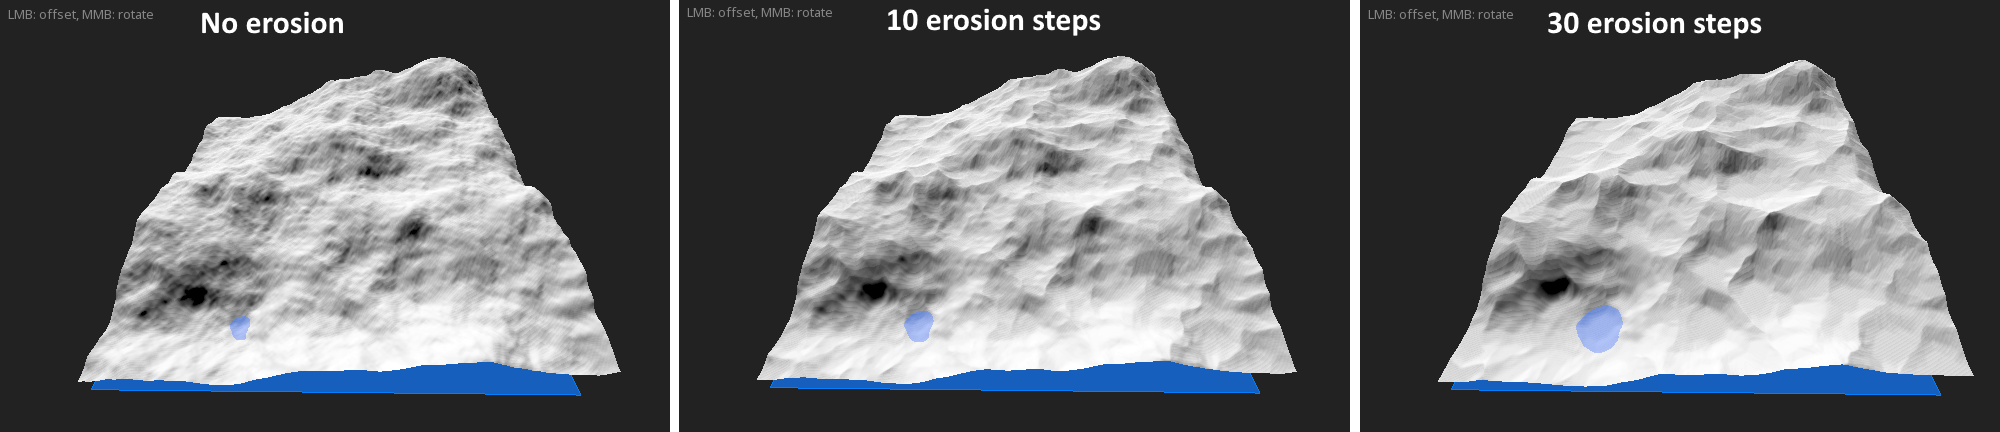 LMB: offset, MMB: rotate
No erosion
LMB: offset, MMB: rotate
10 erosion steps
LMB: offset, MMB: rotate
30 erosion steps